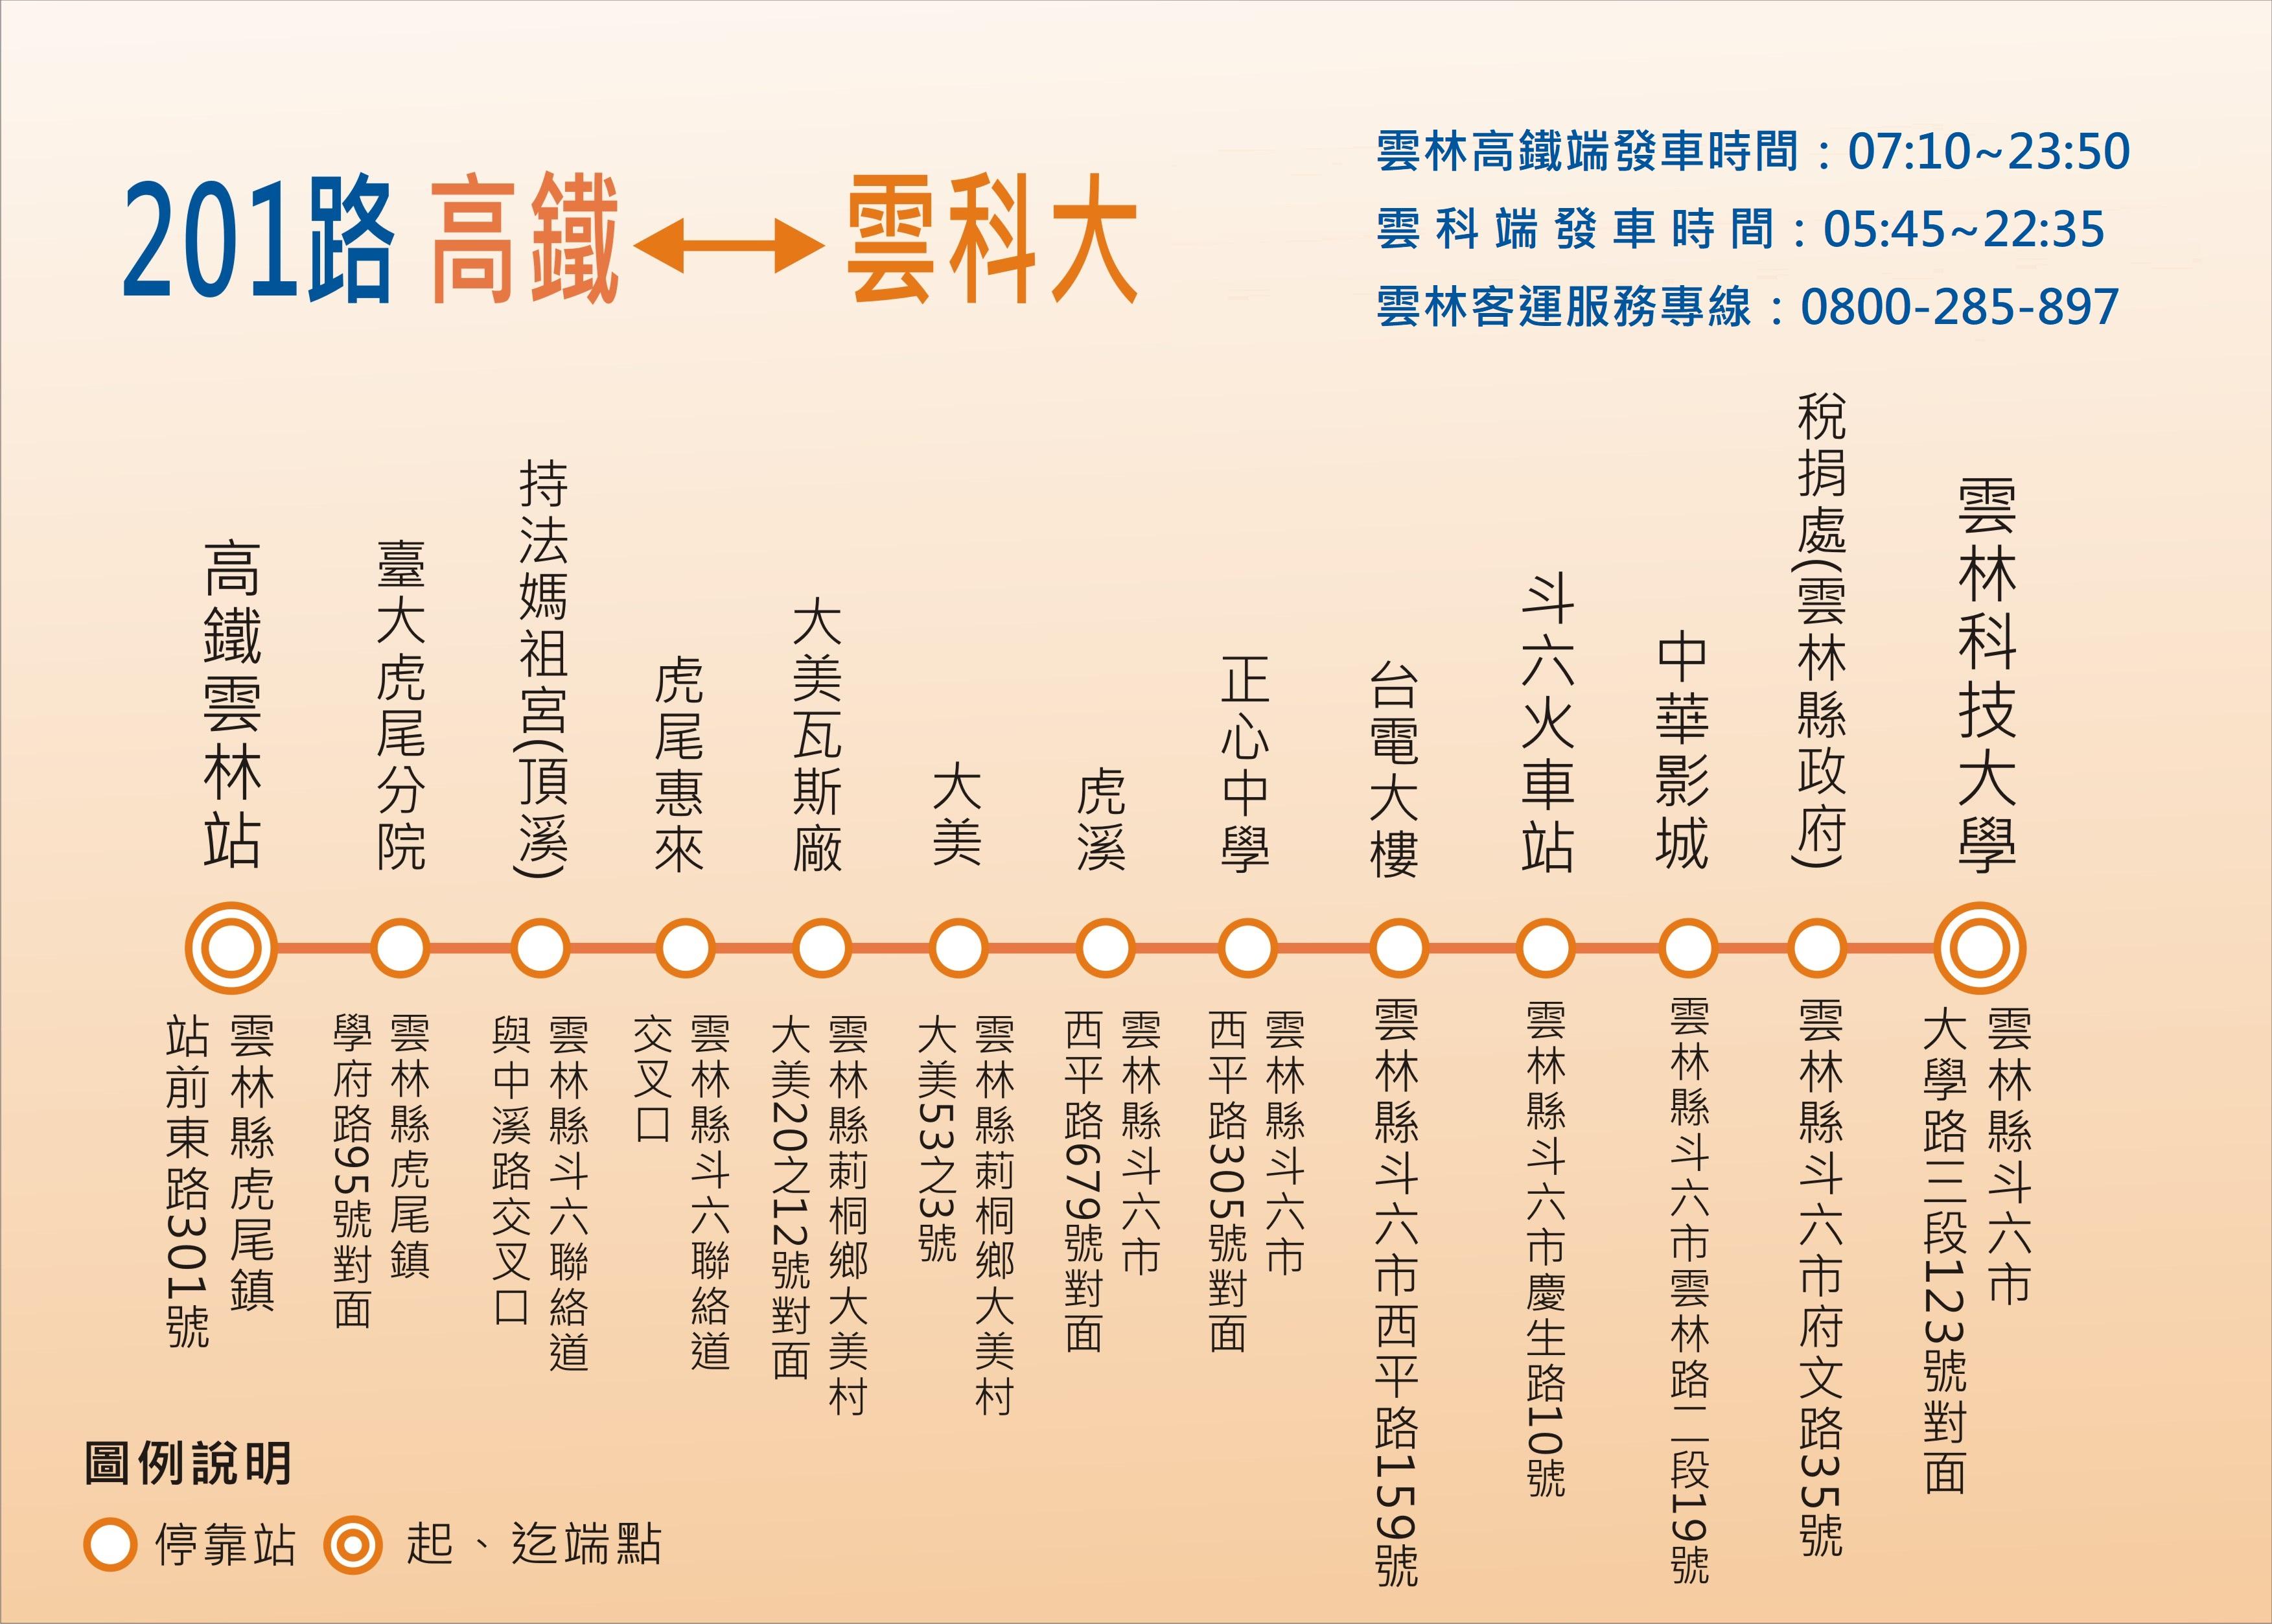 201路 高鐵 雲科大
雲林高鐵端發車時間：07:10~23:50
雲科端發車時間：05:45~22:35
雲林客運服務專線：0800-285-897
高鐵雲林站
臺大虎尾分院
持法媽祖宮(頂溪)
虎尾惠來
大美瓦斯廠
大美
虎溪
正心中學
台電大樓
斗六火車站
中華影城
稅捐處(雲林縣政府)
雲林科技大學
雲林縣虎尾鎮
站前東路301號
雲林縣虎尾鎮
學府路95號對面
雲林縣斗六聯絡道
與中溪路交叉口
雲林縣斗六聯絡道
交叉口
雲林縣莿桐鄉大美村
大美20之12號對面
雲林縣莿桐鄉大美村
大美53之3號
雲林縣斗六市
西平路679號對面
雲林縣斗六市
西平路305號對面
雲林縣斗六市西平路159號
雲林縣斗六市慶生路10號
雲林縣斗六市雲林路二段19號
雲林縣斗六市府文路35號
雲林縣斗六市
大學路三段123號對面
圖例說明
停靠站 起、迄端點